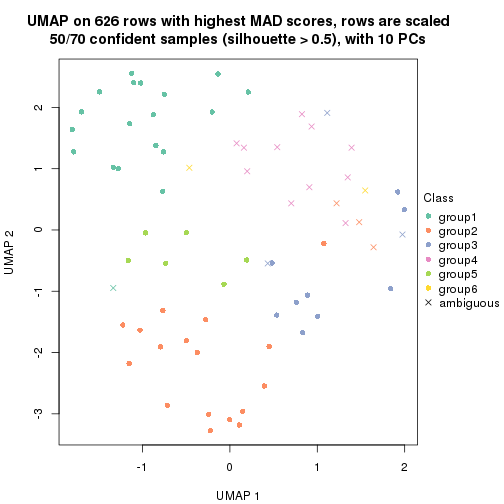 UMAP on 626 rows with highest MAD scores, rows are scaled
50/70 confident samples (silhouette > 0.5), with 10 PCs
UMAP 2
2
1
0
-1
-2
-3
-1
0
1
2
UMAP 1
Class
group1
group2
group3
group4
group5
group6
ambiguous